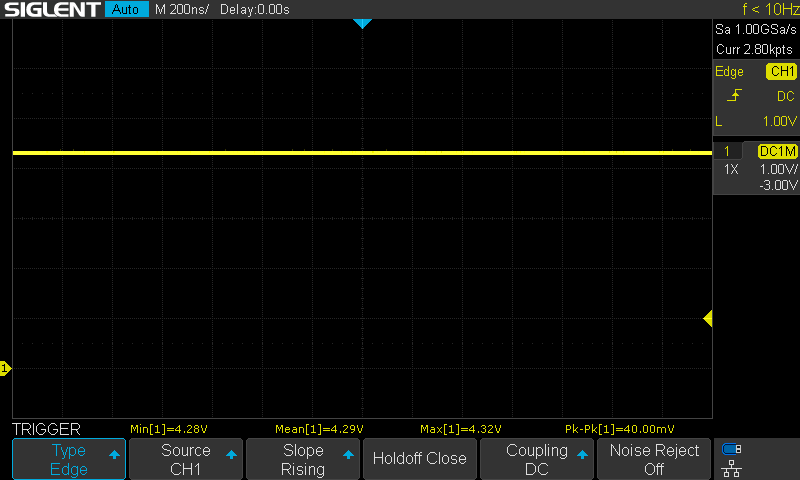 SIGLENT Auto M 200ns/ Delay:0.00s f < 10Hz
Sa 1.00GSa/s
Curr 2.80kpts
Edge CH1
DC
L 1.00V
1 DC1M
1X 1.00V/
-3.00V
1
TRIGGER Min[1]=4.28V Mean[1]=4.29V Max[1]=4.32V Pk-Pk[1]=40.00mV
Type
Edge
Source
CH1
Slope
Rising
Holdoff Close
Coupling
DC
Noise Reject
Off